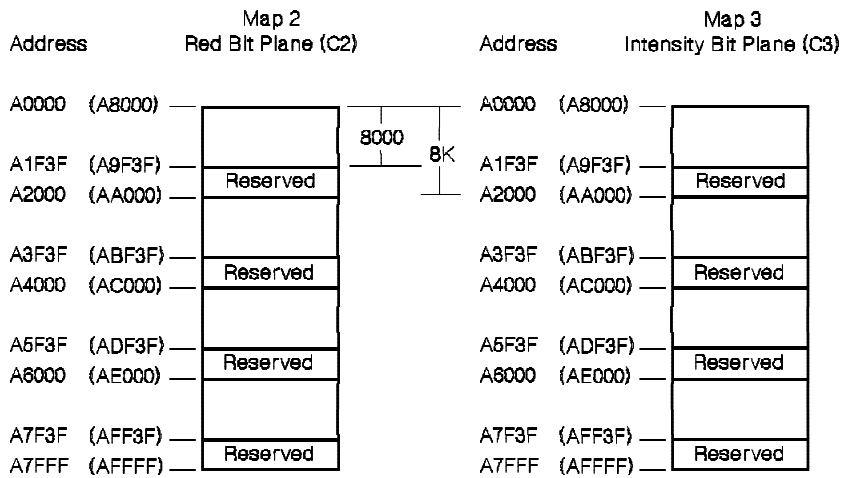 Map 2 Map 3
Address Red Bit Plane (C2) Address Intensity Bit Plane (C3)
A0000 (A8000) A0000 (A8000)
8000
8K
A1F3F (A9F3F) A1F3F (A9F3F)
Reserved Reserved
A2000 (AA000) A2000 (AA000)
A3F3F (ABF3F) A3F3F (ABF3F)
Reserved Reserved
A4000 (AC000) A4000 (AC000)
A5F3F (ADF3F) A5F3F (ADF3F)
Reserved Reserved
A6000 (AE000) A6000 (AE000)
A7F3F (AFF3F) A7F3F (AFF3F)
Reserved Reserved
A7FFF (AFFFF) A7FFF (AFFFF)